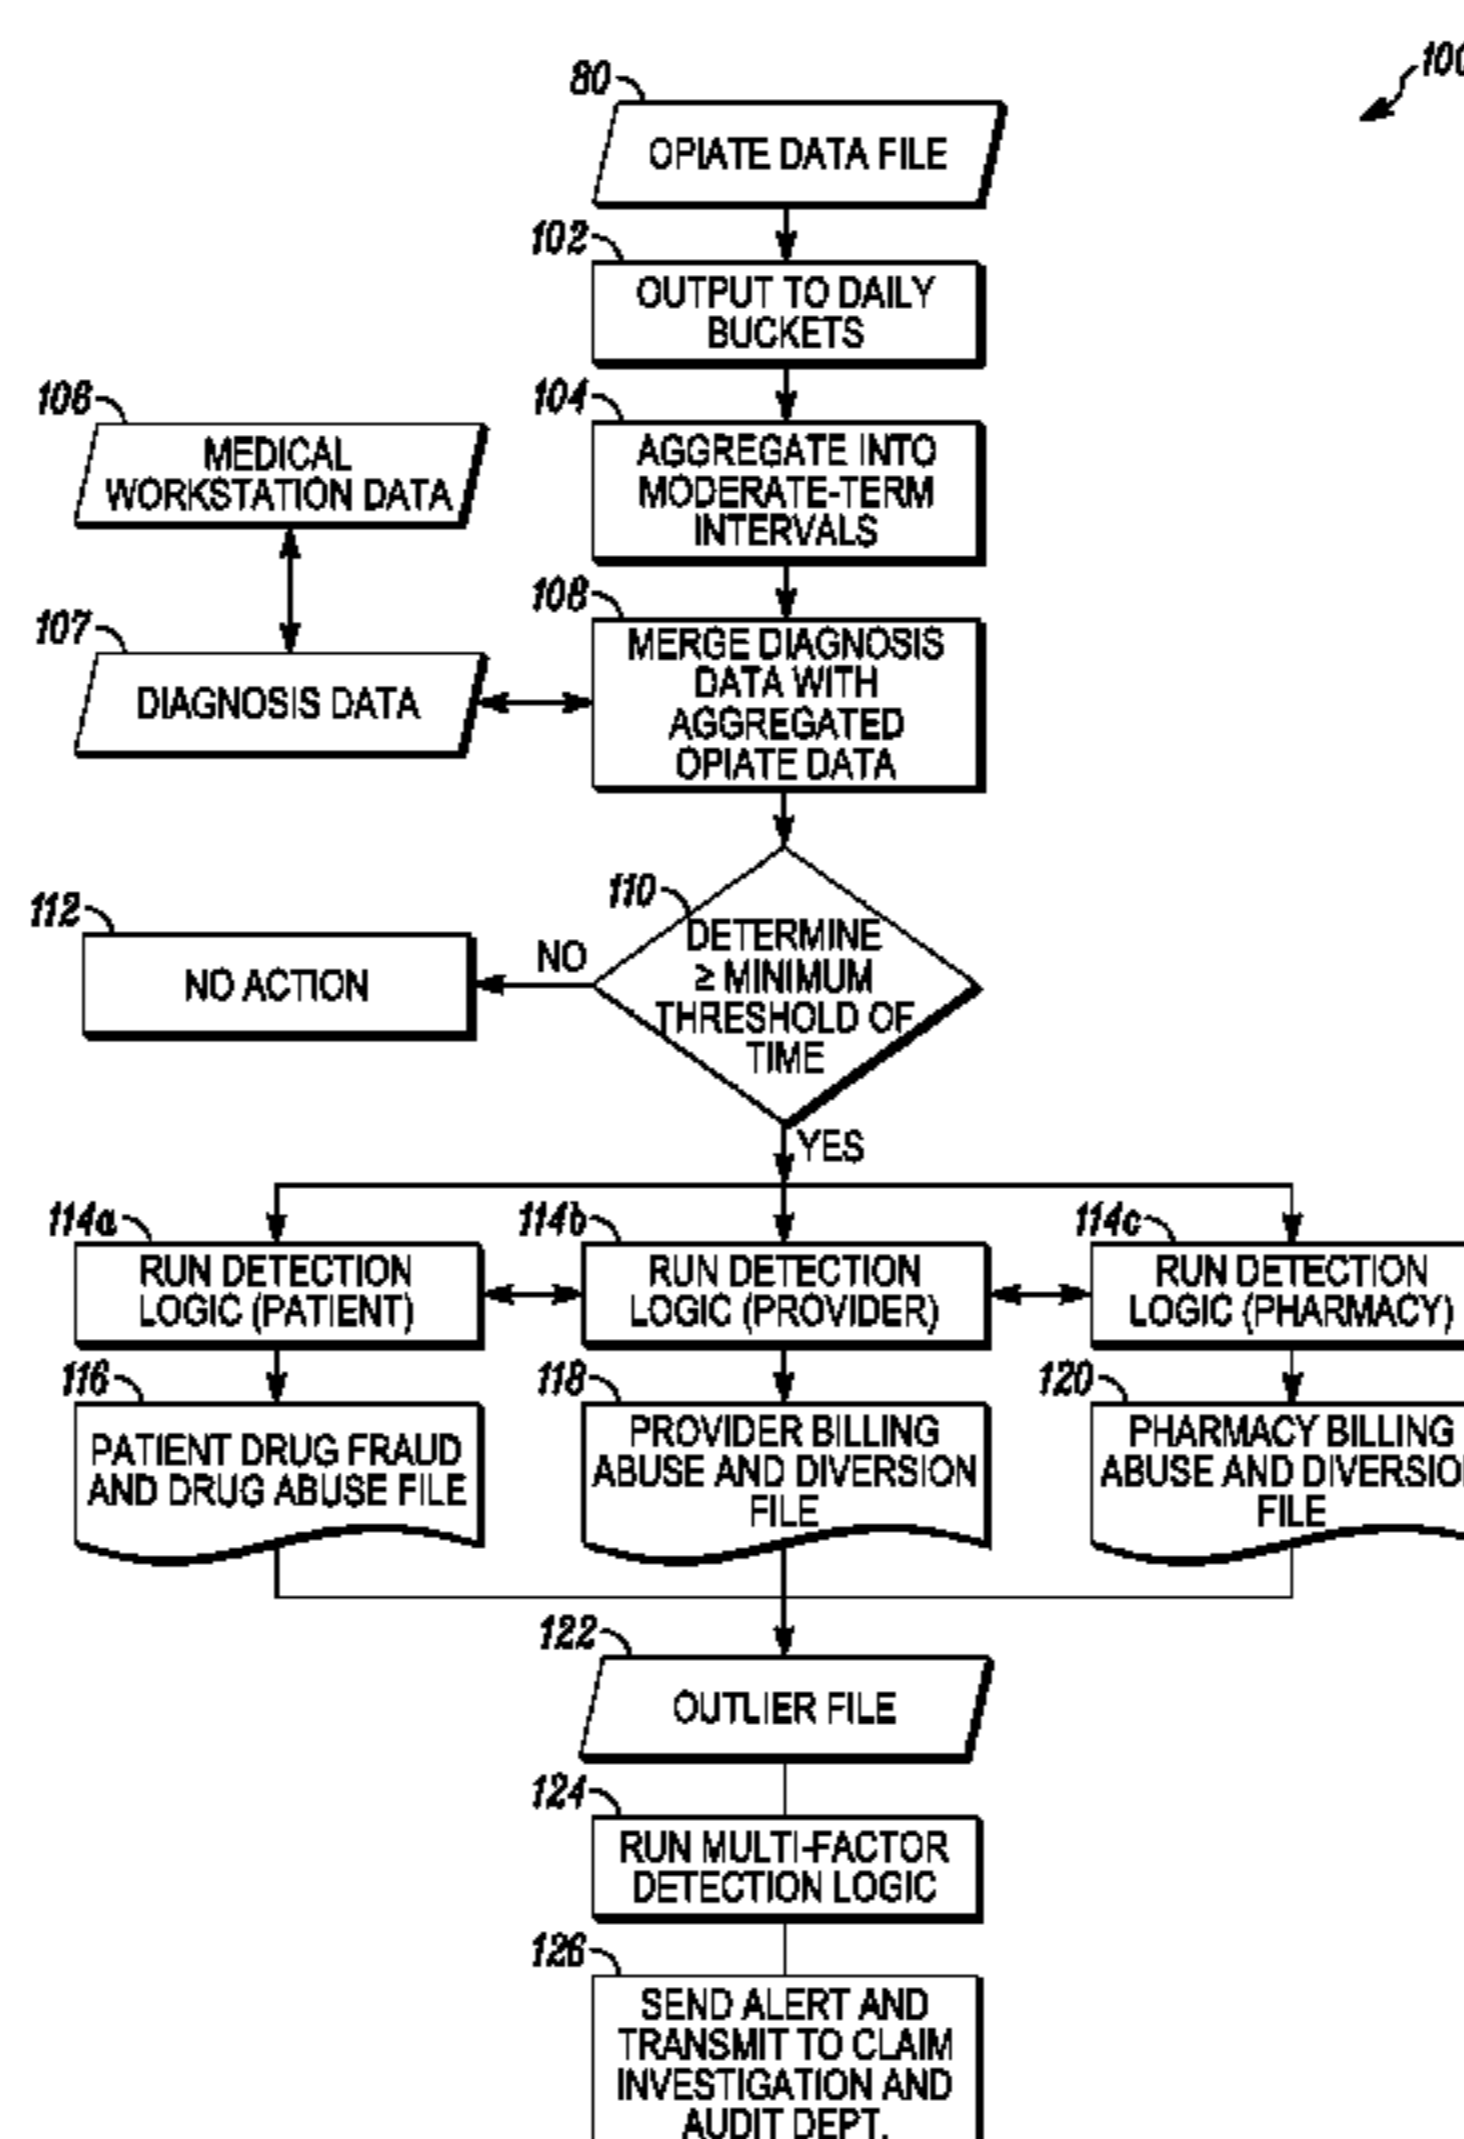 100
80
OPIATE DATA FILE
102
OUTPUT TO DAILY
BUCKETS
104
AGGREGATE INTO
MODERATE-TERM
INTERVALS
106
MEDICAL
WORKSTATION DATA
107
DIAGNOSIS DATA
108
MERGE DIAGNOSIS
DATA WITH
AGGREGATED
OPIATE DATA
110
DETERMINE
≥ MINIMUM
THRESHOLD OF
TIME
NO
112
NO ACTION
YES
114a
RUN DETECTION
LOGIC (PATIENT)
114b
RUN DETECTION
LOGIC (PROVIDER)
114c
RUN DETECTION
LOGIC (PHARMACY)
116
PATIENT DRUG FRAUD
AND DRUG ABUSE FILE
118
PROVIDER BILLING
ABUSE AND DIVERSION
FILE
120
PHARMACY BILLING
ABUSE AND DIVERSION
FILE
122
OUTLIER FILE
124
RUN MULTI-FACTOR
DETECTION LOGIC
126
SEND ALERT AND
TRANSMIT TO CLAIM
INVESTIGATION AND
AUDIT DEPT.